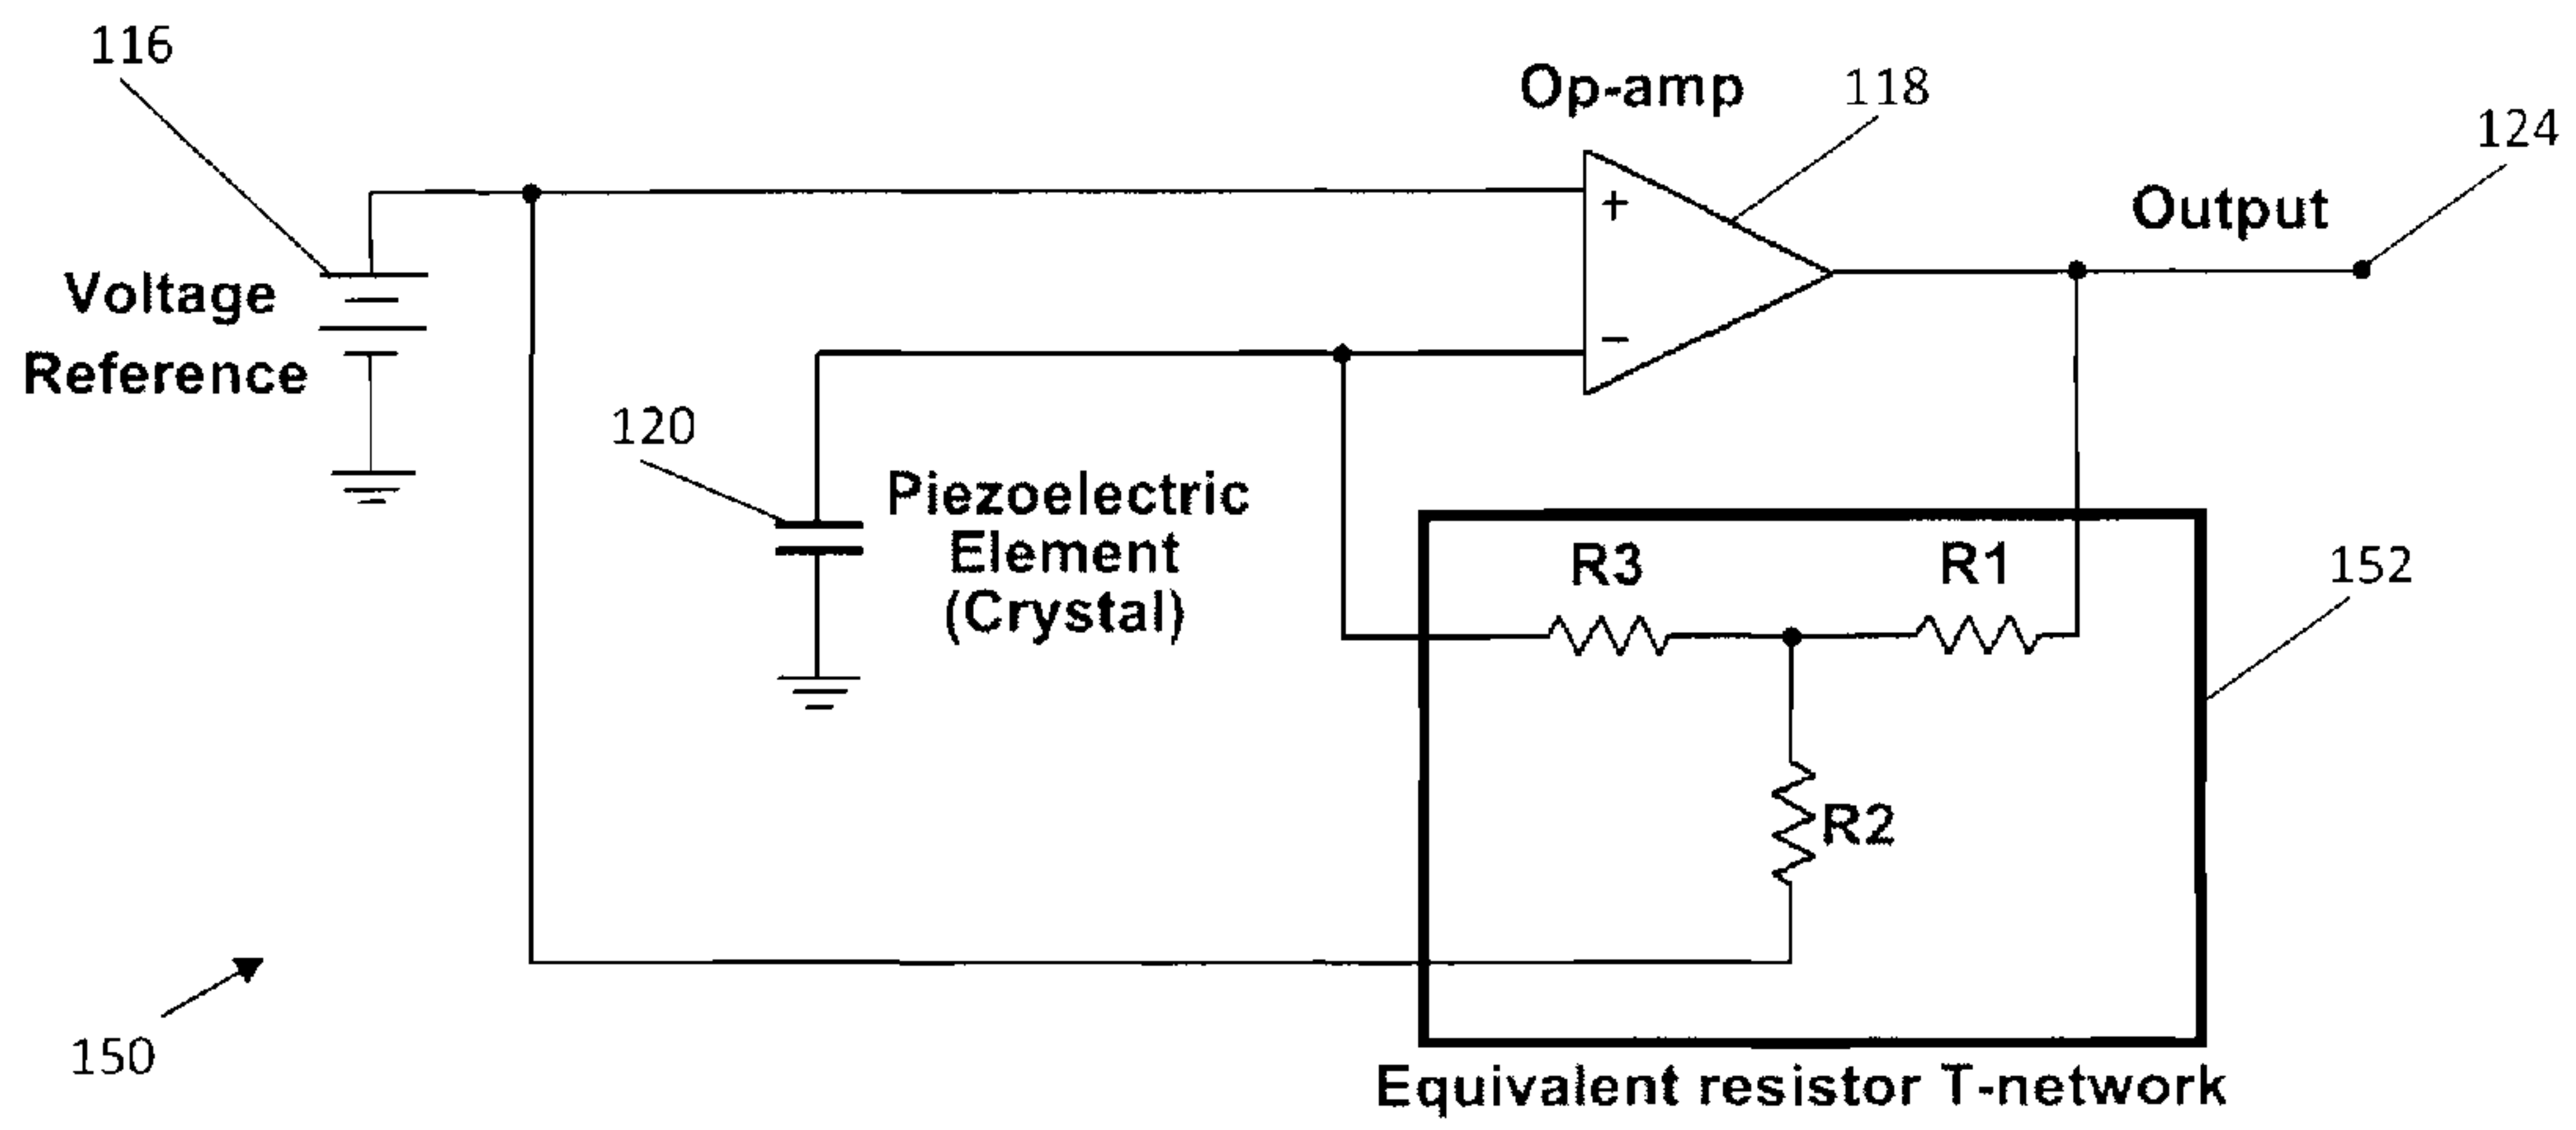 116
Op-amp
118
124
Output
+
Voltage
Reference
−
120
Piezoelectric
Element
(Crystal)
R3
R1
152
R2
150
Equivalent resistor T-network